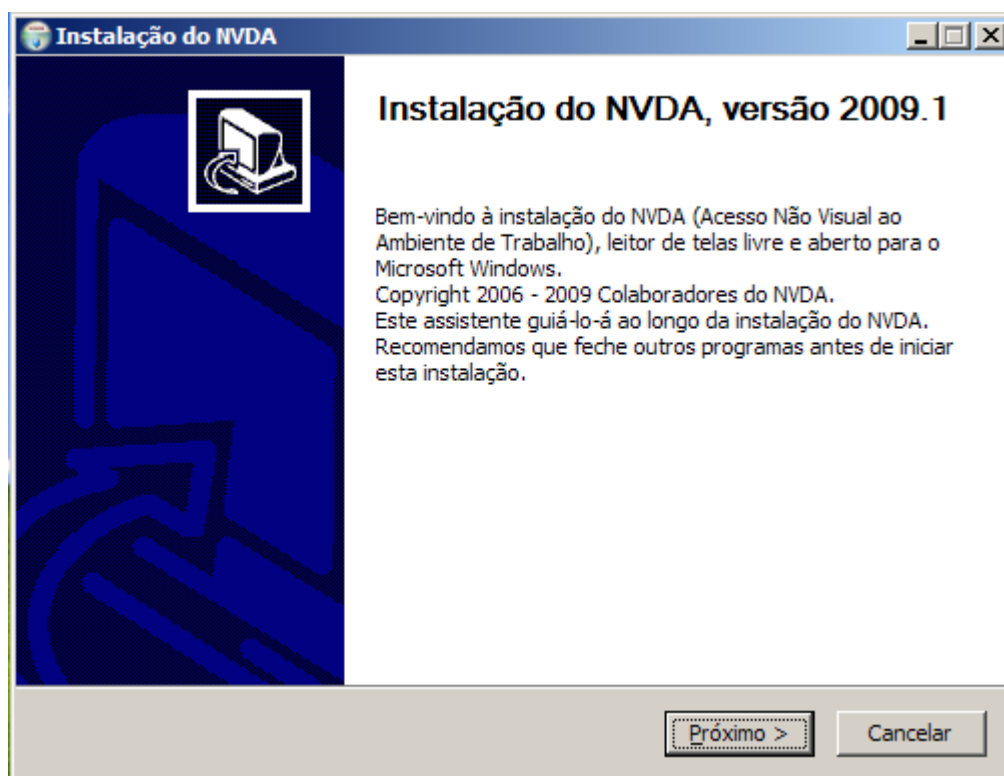 Instalação do NVDA
Instalação do NVDA, versão 2009.1
Bem-vindo à instalação do NVDA (Acesso Não Visual ao
Ambiente de Trabalho), leitor de telas livre e aberto para o
Microsoft Windows.
Copyright 2006 - 2009 Colaboradores do NVDA.
Este assistente guiá-lo-á ao longo da instalação do NVDA.
Recomendamos que feche outros programas antes de iniciar
esta instalação.
Próximo >
Cancelar